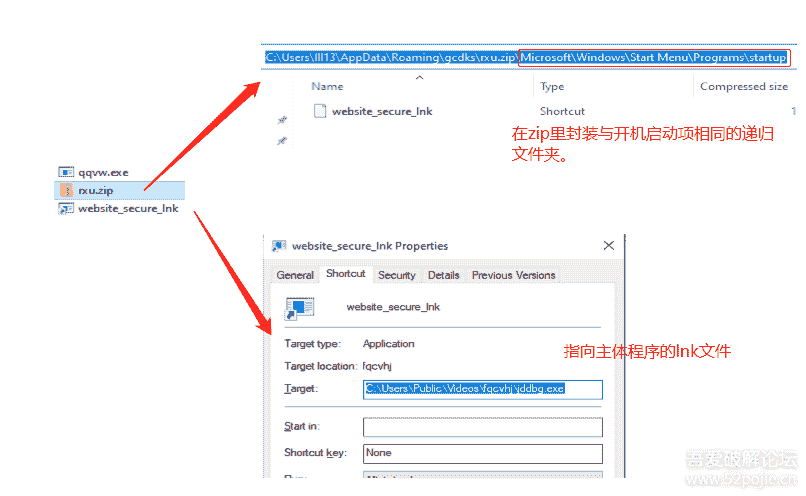 C:\Users\lll13\AppData\Roaming\gcdks\rxu.zip\Microsoft\Windows\Start Menu\Programs\startup
Name Type Compressed size
website_secure_lnk Shortcut 1
在zip里封装与开机启动项相同的递归
文件夹。
qqvw.exe
rxu.zip
website_secure_lnk
website_secure_lnk Properties
General Shortcut Security Details Previous Versions
website_secure_lnk
Target type: Application
Target location: fqcvhj
Target: C:\Users\Public\Videos\fqcvhj\jddbg.exe
指向主体程序的lnk文件
Start in:
Shortcut key: None
吾爱破解论坛
www.52pojie.cn